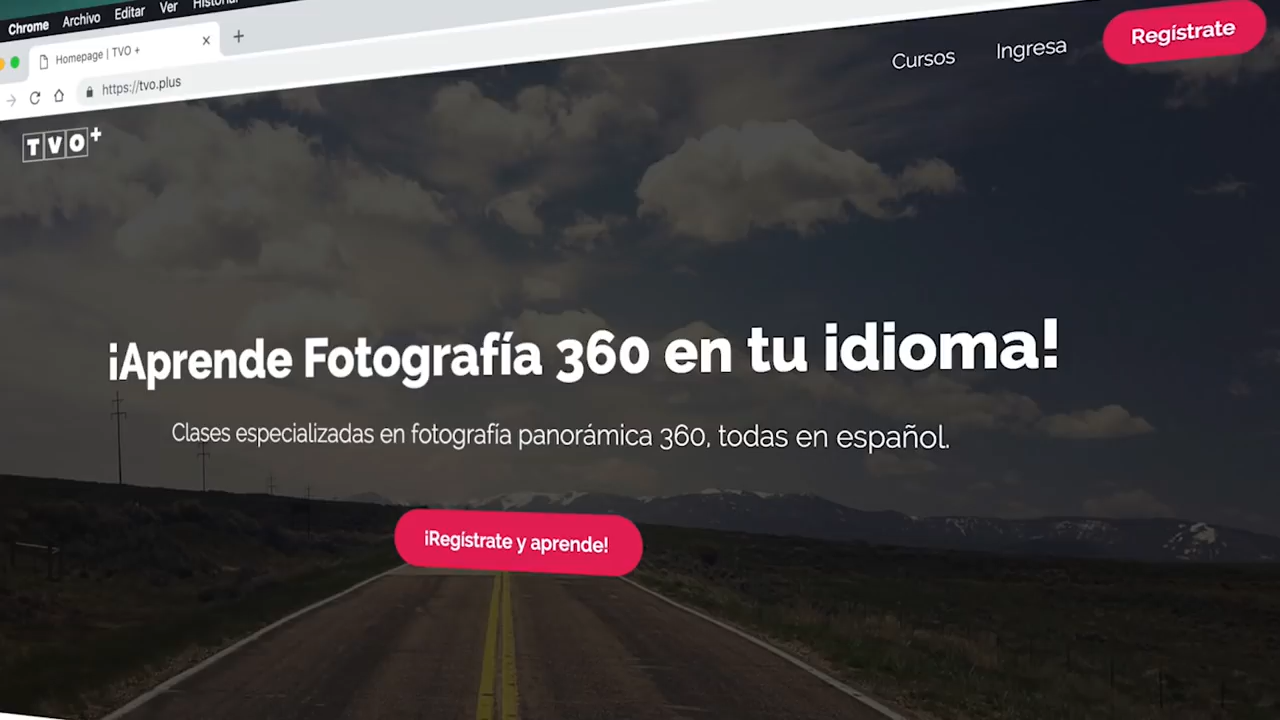 Chrome Archivo Editar Ver Historial
Homepage | TVO +
https://tvo.plus
TVO+
Cursos
Ingresa
Regístrate
¡Aprende Fotografía 360 en tu idioma!
Clases especializadas en fotografía panorámica 360, todas en español.
¡Regístrate y aprende!